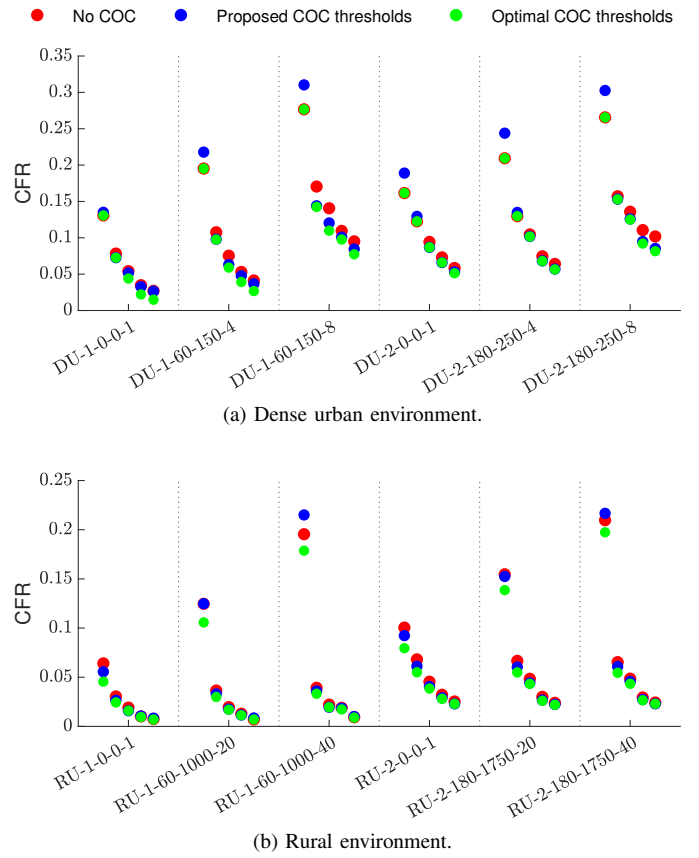 No COC Proposed COC thresholds Optimal COC thresholds
0.35
0.3
0.25
0.2
0.15
0.1
0.05
0
CFR
DU-1-0-0-1
DU-1-60-150-4
DU-1-60-150-8
DU-2-0-0-1
DU-2-180-250-4
DU-2-180-250-8
(a) Dense urban environment.
0.25
0.2
0.15
0.1
0.05
0
CFR
RU-1-0-0-1
RU-1-60-1000-20
RU-1-60-1000-40
RU-2-0-0-1
RU-2-180-1750-20
RU-2-180-1750-40
(b) Rural environment.